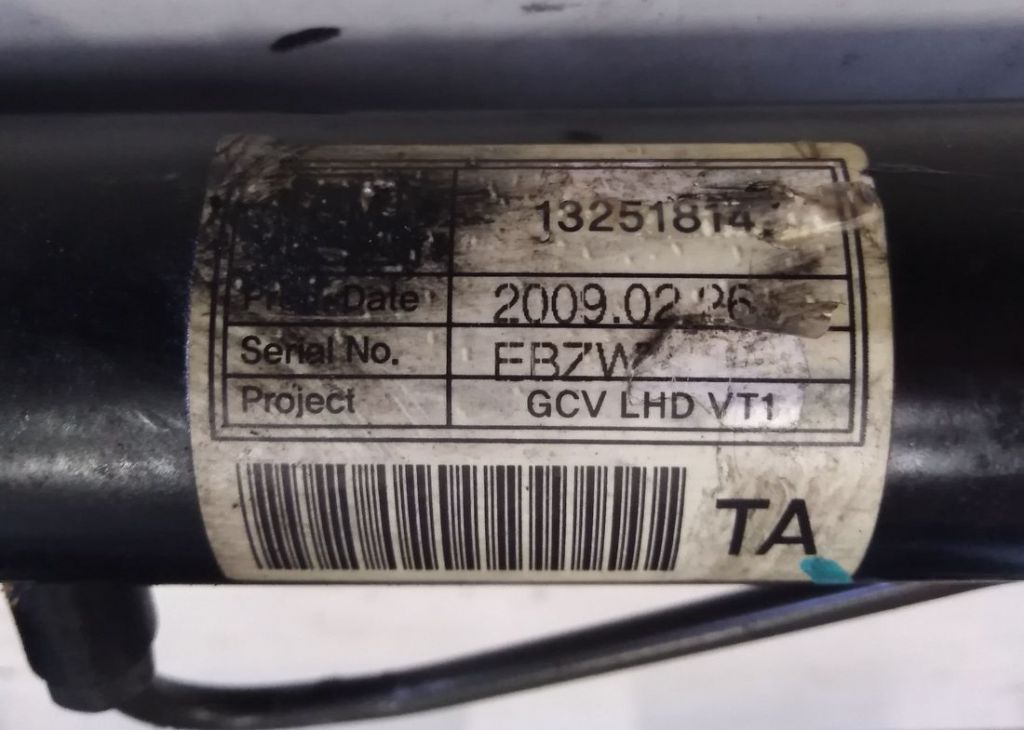 13251814
Date 2009.02.26
Serial No.
Project GCV LHD VT1
TA